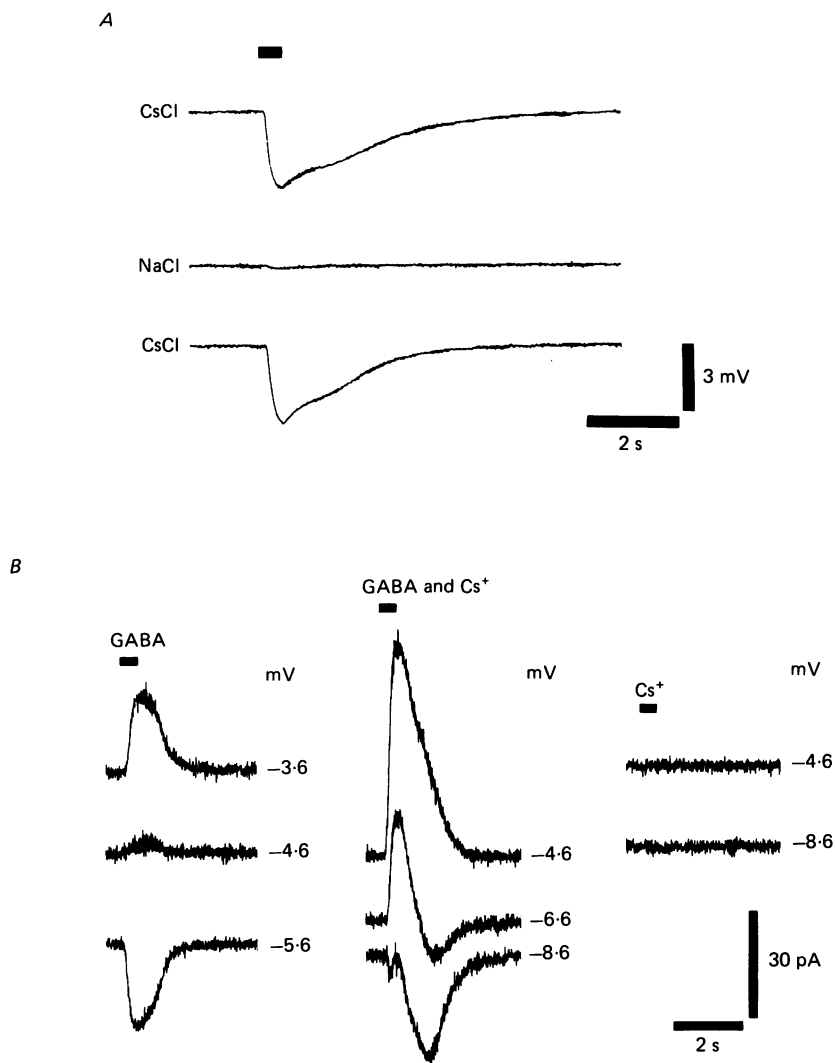 A
CsCl
NaCl
CsCl
3 mV
2 s
B
GABA and Cs⁺
GABA
mV
mV
Cs⁺
mV
−3·6
−4·6
−4·6
−8·6
−4·6
−6·6
−5·6
−8·6
30 pA
2 s